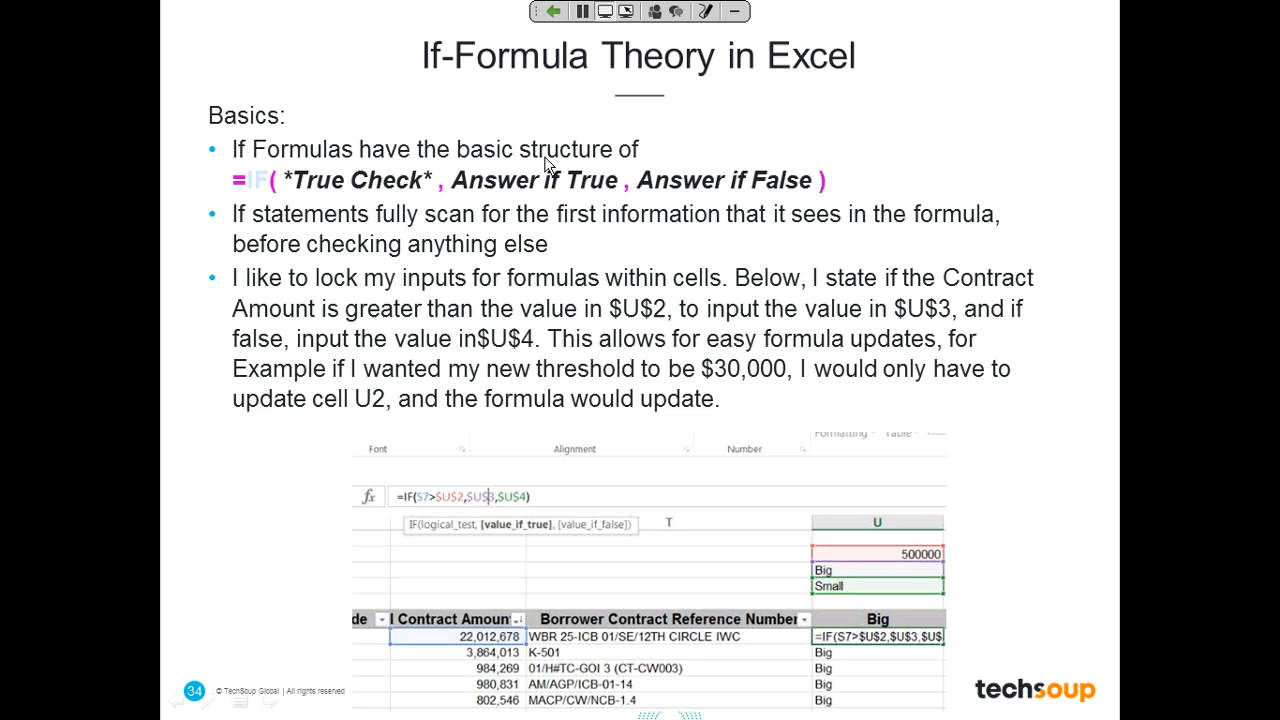 If-Formula Theory in Excel
Basics:
• If Formulas have the basic structure of
=IF( *True Check* , Answer if True , Answer if False )
• If statements fully scan for the first information that it sees in the formula,
before checking anything else
• I like to lock my inputs for formulas within cells. Below, I state if the Contract
Amount is greater than the value in $U$2, to input the value in $U$3, and if
false, input the value in$U$4. This allows for easy formula updates, for
Example if I wanted my new threshold to be $30,000, I would only have to
update cell U2, and the formula would update.
Formatting Table
Font Alignment Number
fx =IF(S7>$U$2,$U$3,$U$4)
IF(logical_test, [value_if_true], [value_if_false]) T U
500000
Big
Small
de l Contract Amoun Borrower Contract Reference Number Big
22,012,678 WBR 25-ICB 01/SE/12TH CIRCLE IWC =IF(S7>$U$2,$U$3,$U$
3,864,013 K-501 Big
984,269 01/H#TC-GOI 3 (CT-CW003) Big
980,831 AM/AGP/ICB-01-14 Big
802,546 MACP/CW/NCB-1.4 Big
34 © TechSoup Global | All rights reserved techsoup